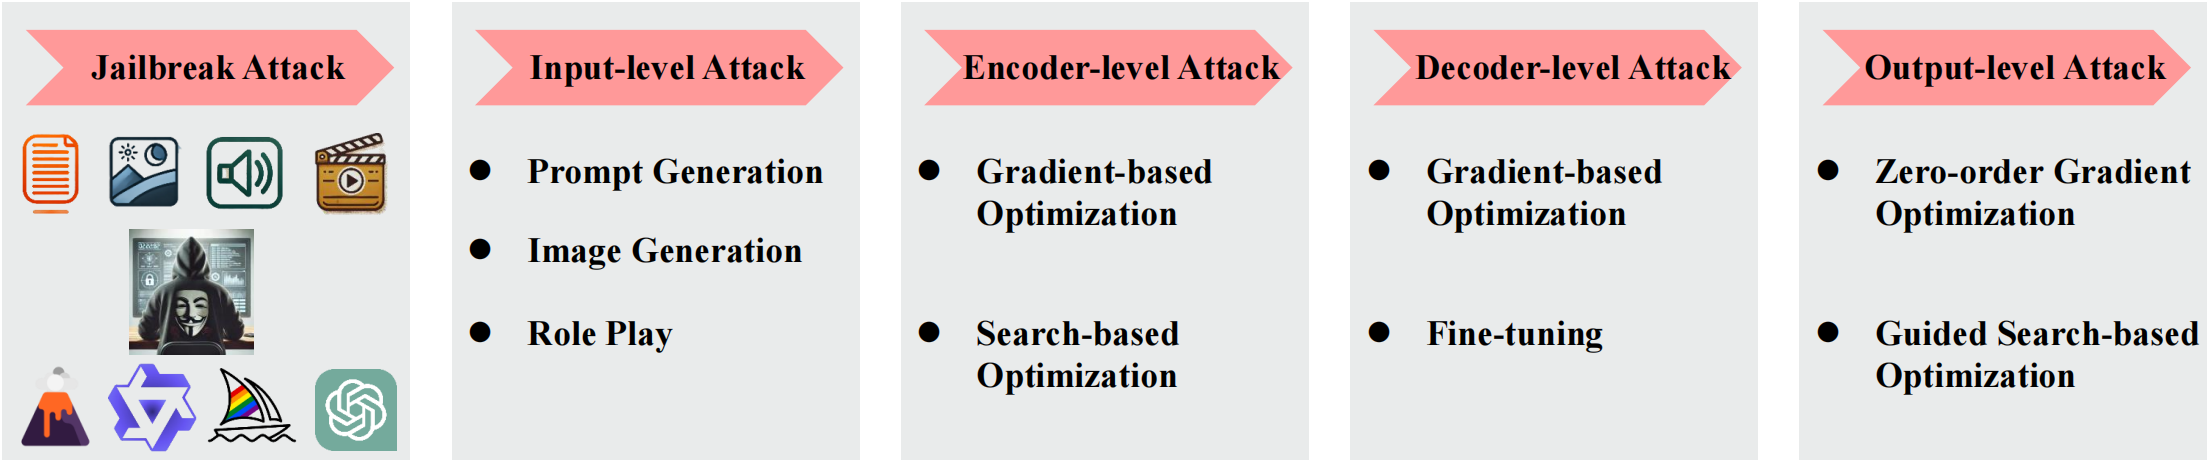 Jailbreak Attack
Input-level Attack
Prompt Generation
Image Generation
Role Play
Encoder-level Attack
Gradient-based
Optimization
Search-based
Optimization
Decoder-level Attack
Gradient-based
Optimization
Fine-tuning
Output-level Attack
Zero-order Gradient
Optimization
Guided Search-based
Optimization